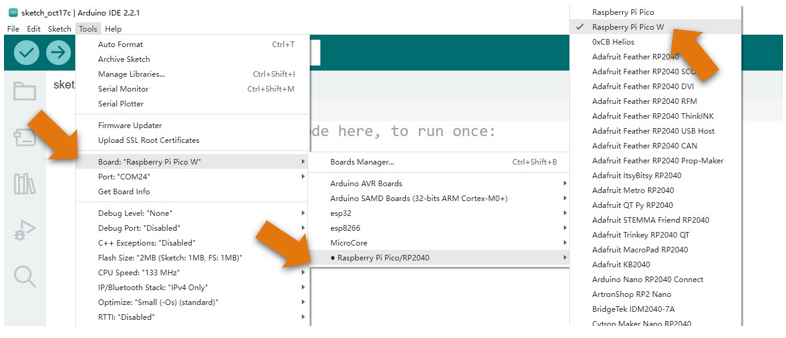 sketch_oct17c | Arduino IDE 2.2.1
File Edit Sketch Tools Help
Auto Format Ctrl+T
Archive Sketch
Manage Libraries... Ctrl+Shift+I
Serial Monitor Ctrl+Shift+M
Serial Plotter
Firmware Updater
Upload SSL Root Certificates
Board: "Raspberry Pi Pico W"
Port: "COM24"
Get Board Info
Debug Level: "None"
Debug Port: "Disabled"
C++ Exceptions: "Disabled"
Flash Size: "2MB (Sketch: 1MB, FS: 1MB)"
CPU Speed: "133 MHz"
IP/Bluetooth Stack: "IPv4 Only"
Optimize: "Small (-Os) (standard)"
RTTI: "Disabled"
sket
de here, to run once:
Boards Manager... Ctrl+Shift+B
Arduino AVR Boards
Arduino SAMD Boards (32-bits ARM Cortex-M0+)
esp32
esp8266
MicroCore
● Raspberry Pi Pico/RP2040
Raspberry Pi Pico
✓ Raspberry Pi Pico W
0xCB Helios
Adafruit Feather RP2040
Adafruit Feather RP2040 SCO
Adafruit Feather RP2040 DVI
Adafruit Feather RP2040 RFM
Adafruit Feather RP2040 ThinkINK
Adafruit Feather RP2040 USB Host
Adafruit Feather RP2040 CAN
Adafruit Feather RP2040 Prop-Maker
Adafruit ItsyBitsy RP2040
Adafruit Metro RP2040
Adafruit QT Py RP2040
Adafruit STEMMA Friend RP2040
Adafruit Trinkey RP2040 QT
Adafruit MacroPad RP2040
Adafruit KB2040
Arduino Nano RP2040 Connect
ArtronShop RP2 Nano
BridgeTek IDM2040-7A
Cytron Maker Nano RP2040